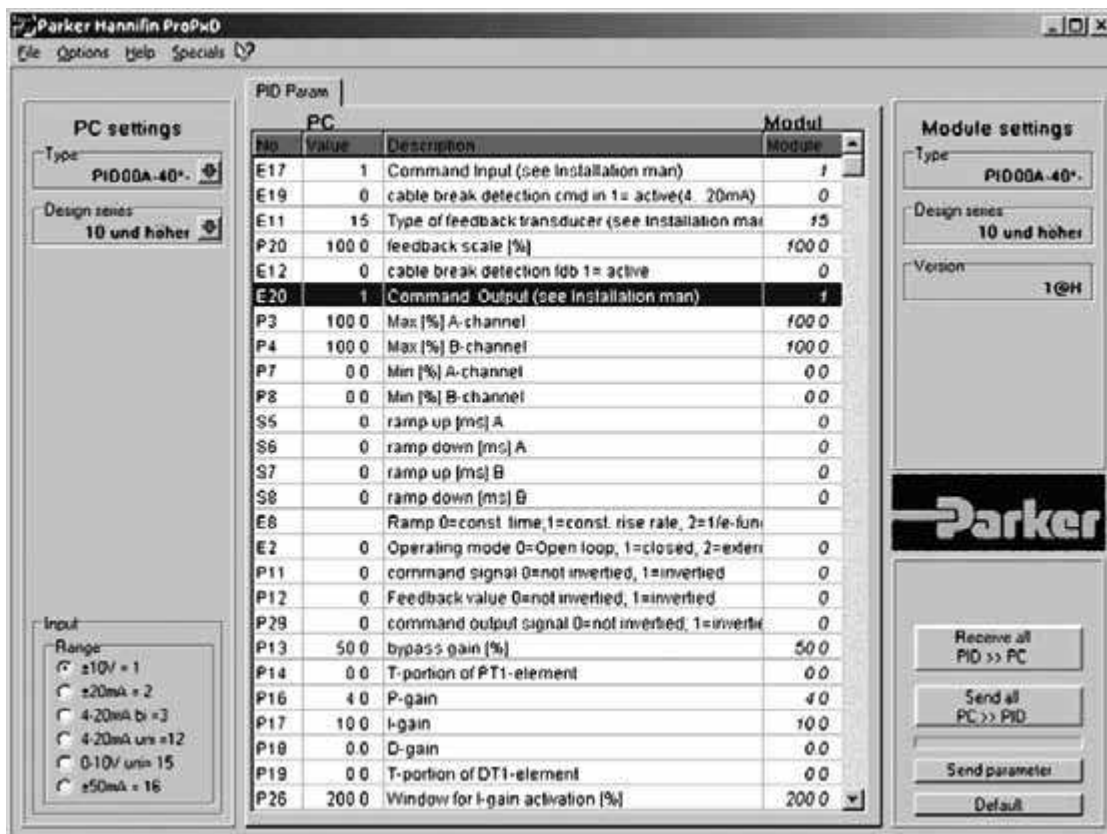 Parker Hannifin ProPxD
File Options Help Specials
PC settings
Type
PID00A-40*-
Design series
10 und hoher
PID Param
PC Modul
No Value Description Module
E17 1 Command Input (see Installation man) 1
E19 0 cable break detection cmd in 1= active(4. .20mA) 0
E11 15 Type of feedback transducer (see Installation mar 15
P20 100 0 feedback scale [%] 100 0
E12 0 cable break detection fdb 1= active 0
E20 1 Command Output (see Installation man) 1
P3 100 0 Max [%] A-channel 100 0
P4 100 0 Max [%] B-channel 100 0
P7 0 0 Min [%] A-channel 0 0
P8 0 0 Min [%] B-channel 0 0
S5 0 ramp up [ms] A 0
S6 0 ramp down [ms] A 0
S7 0 ramp up [ms] B 0
S8 0 ramp down [ms] B 0
E8 Ramp 0=const. time,1=const. rise rate, 2=1/e-fun
E2 0 Operating mode 0=Open loop, 1=closed, 2=extern 0
P11 0 command signal 0=not invertied, 1=invertied 0
P12 0 Feedback value 0=not invertied, 1=invertied 0
P29 0 command output signal 0=not invertied, 1=invertie 0
P13 50 0 bypass gain [%] 50 0
P14 0 0 T-portion of PT1-element 0 0
P16 4 0 P-gain 4 0
P17 10 0 I-gain 10 0
P18 0.0 D-gain 0 0
P19 0 0 T-portion of DT1-element 0 0
P26 200 0 Window for I-gain activation [%] 200 0
Input
Range
±10V = 1
±20mA = 2
4-20mA bi =3
4-20mA uni =12
0-10V uni= 15
±50mA = 16
Module settings
Type
PID00A-40*-
Design series
10 und hoher
Version
1@H
Parker
Receive all
PID >> PC
Send all
PC >> PID
Send parameter
Default